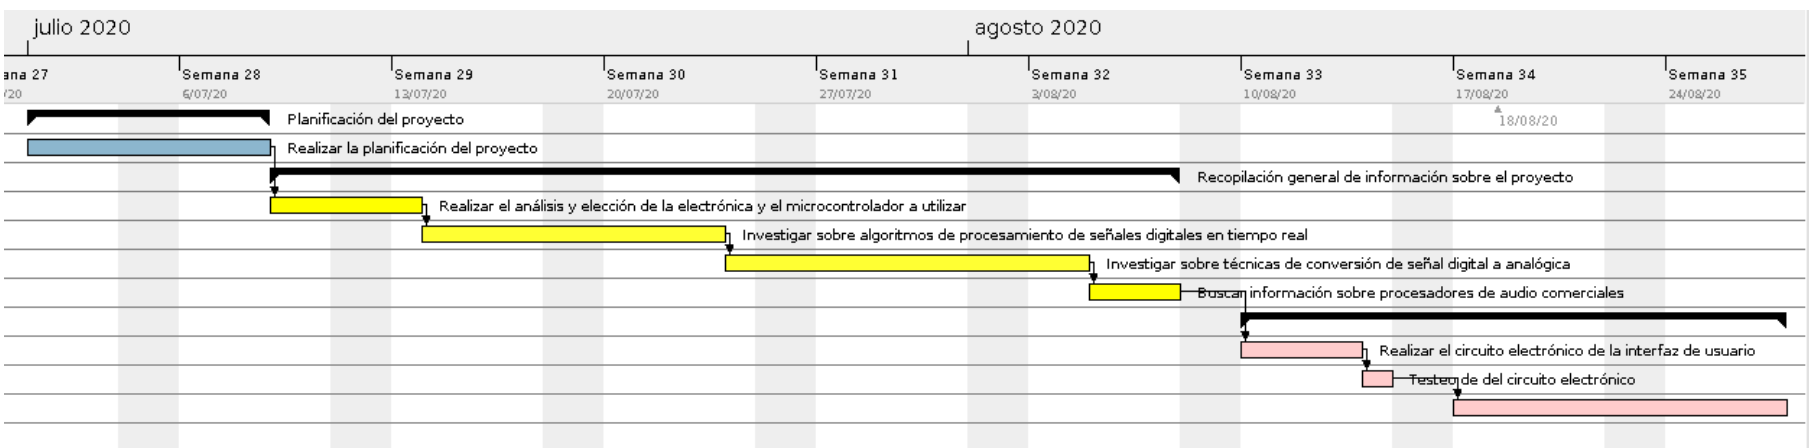 julio 2020
agosto 2020
ana 27
Semana 28
Semana 29
Semana 30
Semana 31
Semana 32
Semana 33
Semana 34
Semana 35
/20
6/07/20
13/07/20
20/07/20
27/07/20
3/08/20
10/08/20
17/08/20
24/08/20
18/08/20
Planificación del proyecto
Realizar la planificación del proyecto
Recopilación general de información sobre el proyecto
Realizar el análisis y elección de la electrónica y el microcontrolador a utilizar
Investigar sobre algoritmos de procesamiento de señales digitales en tiempo real
Investigar sobre técnicas de conversión de señal digital a analógica
Buscar información sobre procesadores de audio comerciales
Realizar el circuito electrónico de la interfaz de usuario
Testeo de del circuito electrónico